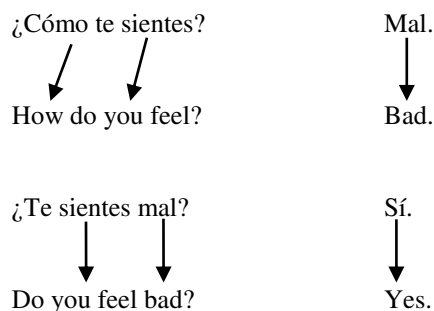 ¿Cómo te sientes? Mal.
How do you feel? Bad.
¿Te sientes mal? Sí.
Do you feel bad? Yes.